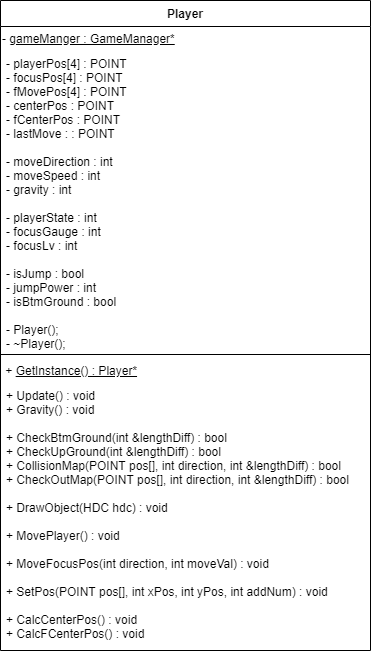 Player
- gameManger : GameManager*
- playerPos[4] : POINT
- focusPos[4] : POINT
- fMovePos[4] : POINT
- centerPos : POINT
- fCenterPos : POINT
- lastMove : : POINT
- moveDirection : int
- moveSpeed : int
- gravity : int
- playerState : int
- focusGauge : int
- focusLv : int
- isJump : bool
- jumpPower : int
- isBtmGround : bool
- Player();
- ~Player();
+ GetInstance() : Player*
+ Update() : void
+ Gravity() : void
+ CheckBtmGround(int &lengthDiff) : bool
+ CheckUpGround(int &lengthDiff) : bool
+ CollisionMap(POINT pos[], int direction, int &lengthDiff) : bool
+ CheckOutMap(POINT pos[], int direction, int &lengthDiff) : bool
+ DrawObject(HDC hdc) : void
+ MovePlayer() : void
+ MoveFocusPos(int direction, int moveVal) : void
+ SetPos(POINT pos[], int xPos, int yPos, int addNum) : void
+ CalcCenterPos() : void
+ CalcFCenterPos() : void